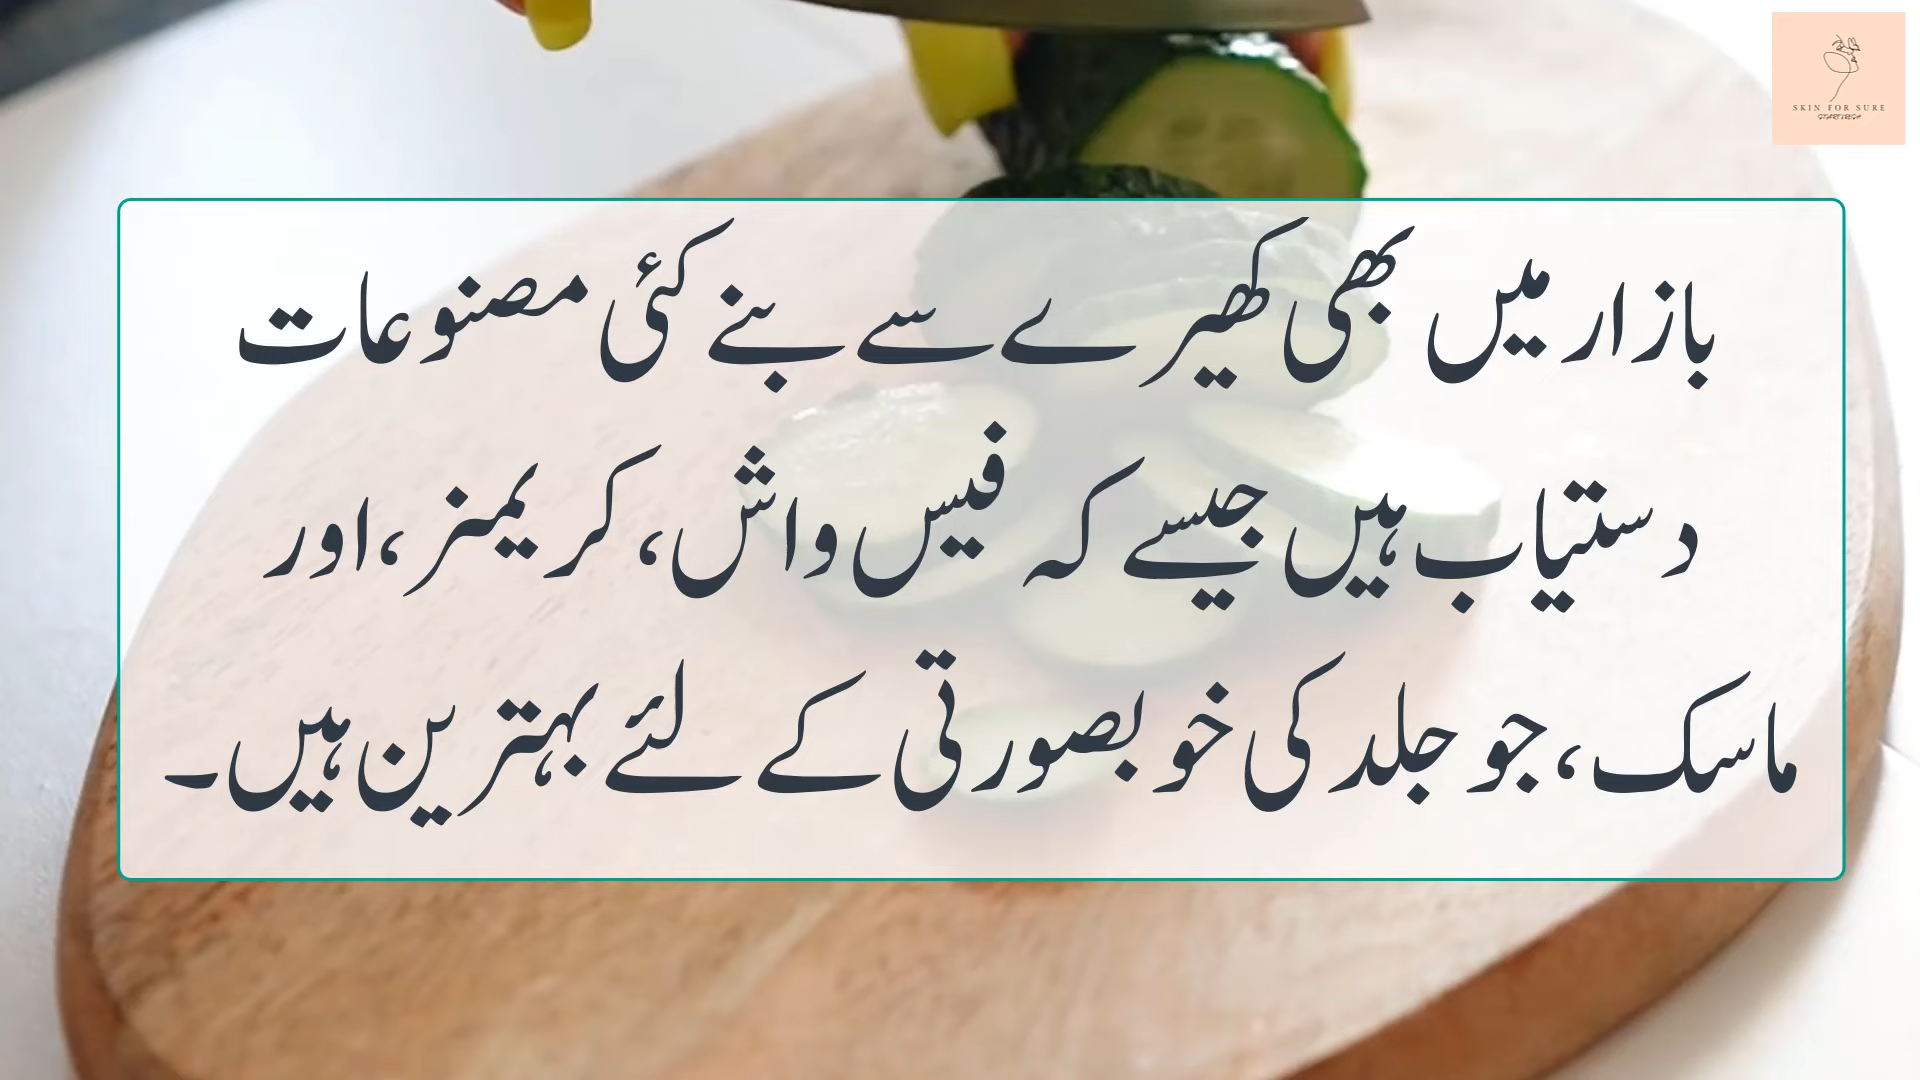 بازار میں بھی کھیرے سے بنے کئی مصنوعات
دستیاب ہیں جیسے کہ فیس واش، کریمنز، اور
ماسک، جو جلد کی خوبصورتی کے لئے بہترین ہیں۔
SKIN FOR SURE